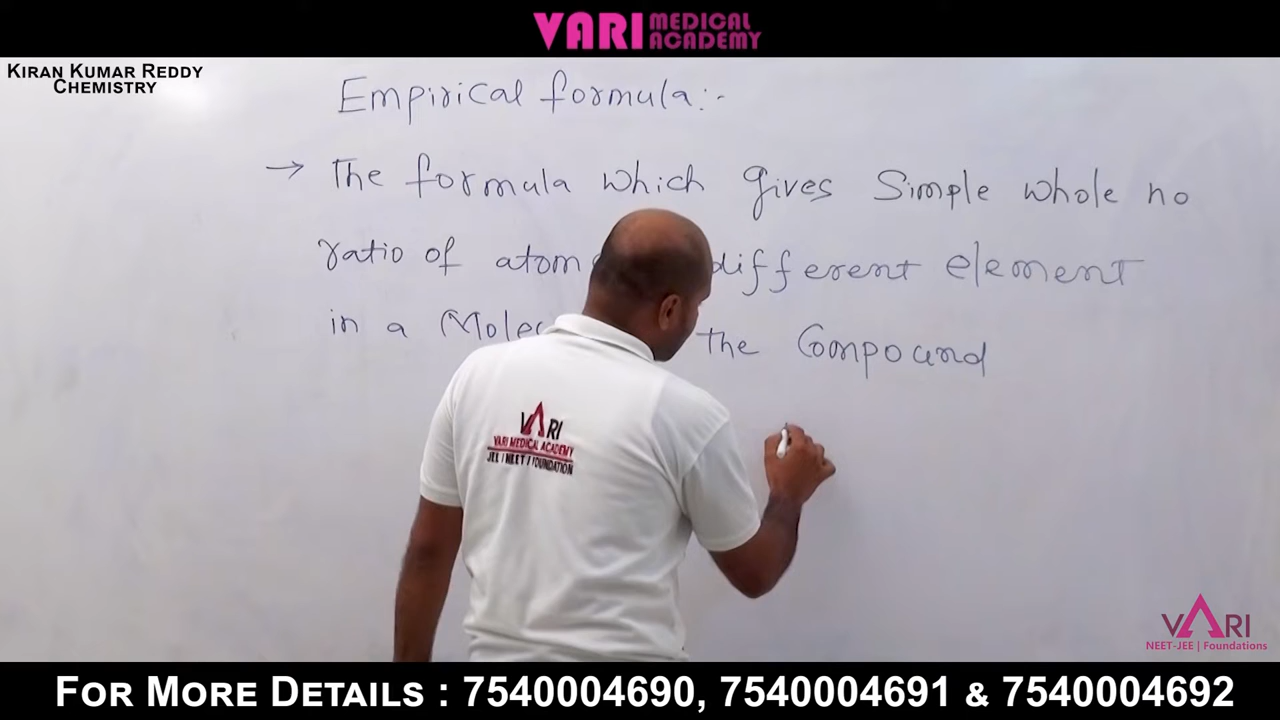 VARI MEDICAL ACADEMY
KIRAN KUMAR REDDY
CHEMISTRY
Empirical formula:-
→ The formula which gives Simple whole no
ratio of atom different element
in a Molec the Compound
VARI
VARI MEDICAL ACADEMY
JEE | NEET | FOUNDATION
VARI
NEET-JEE | Foundations
FOR MORE DETAILS : 7540004690, 7540004691 & 7540004692